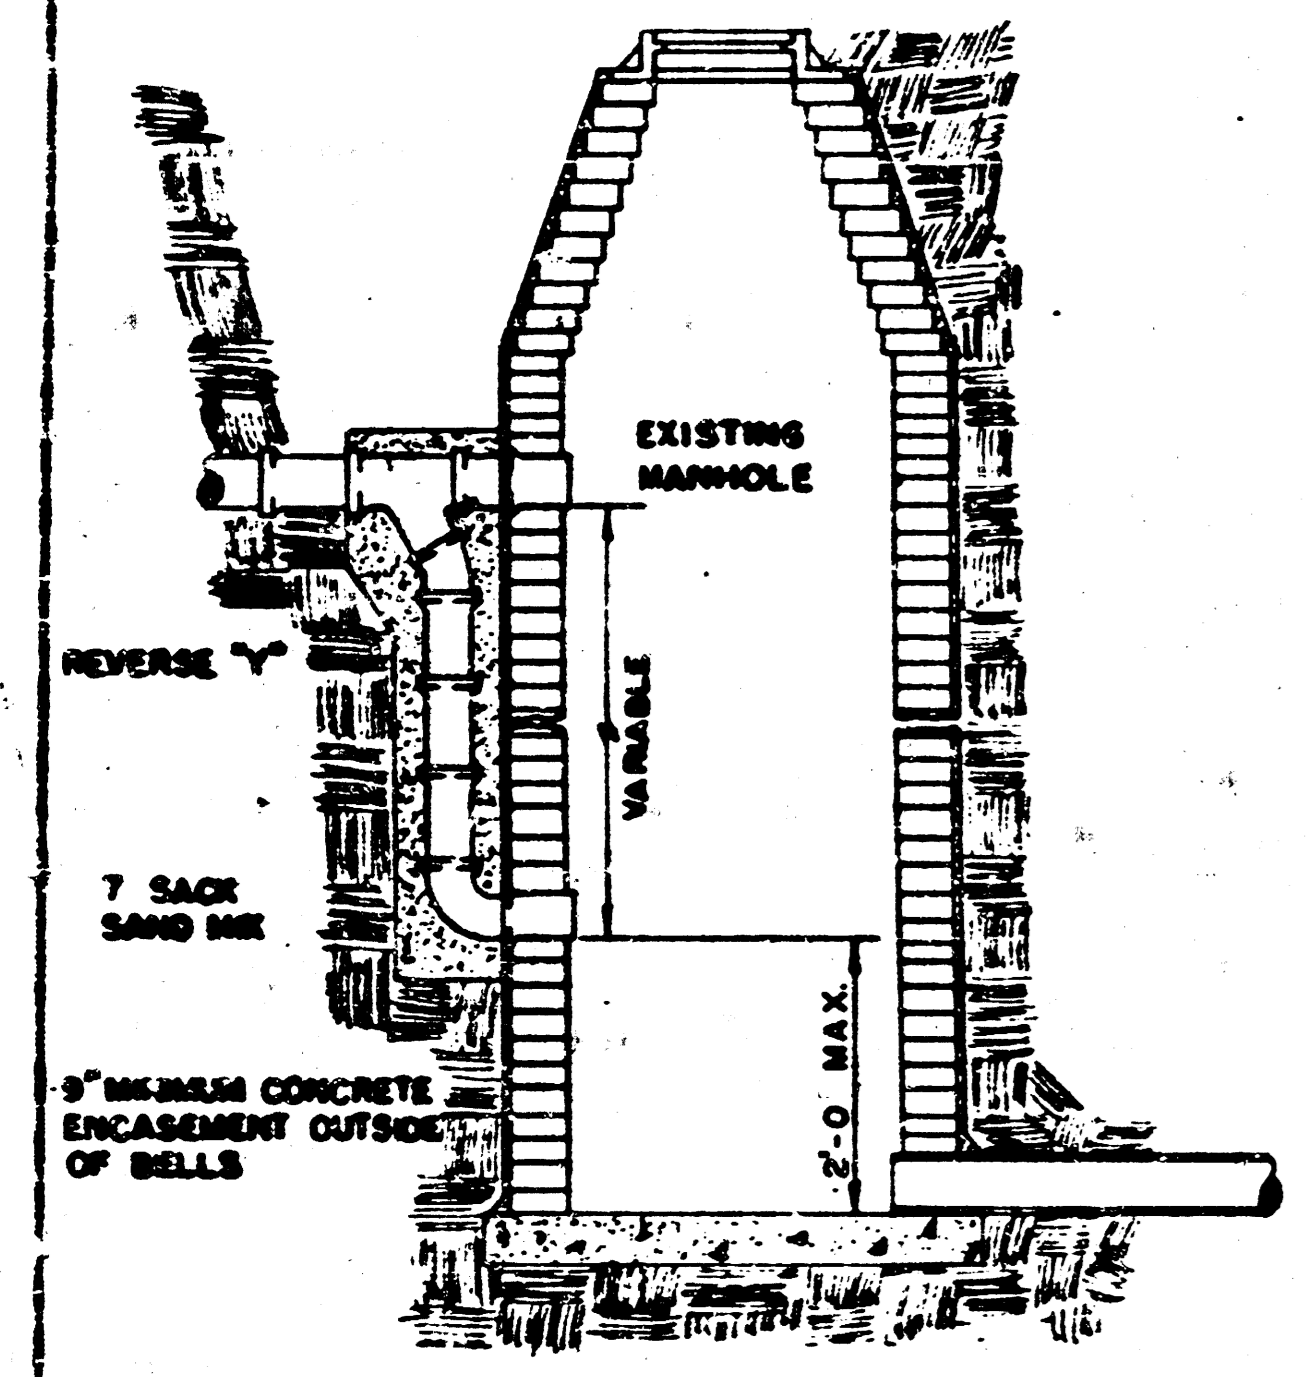 EXISTING
MANHOLE
REVERSE "Y"
VARIABLE
7 SACK
SAND MIX
2'-0 MAX.
9" MINIMUM CONCRETE
ENCASEMENT OUTSIDE
OF BELLS